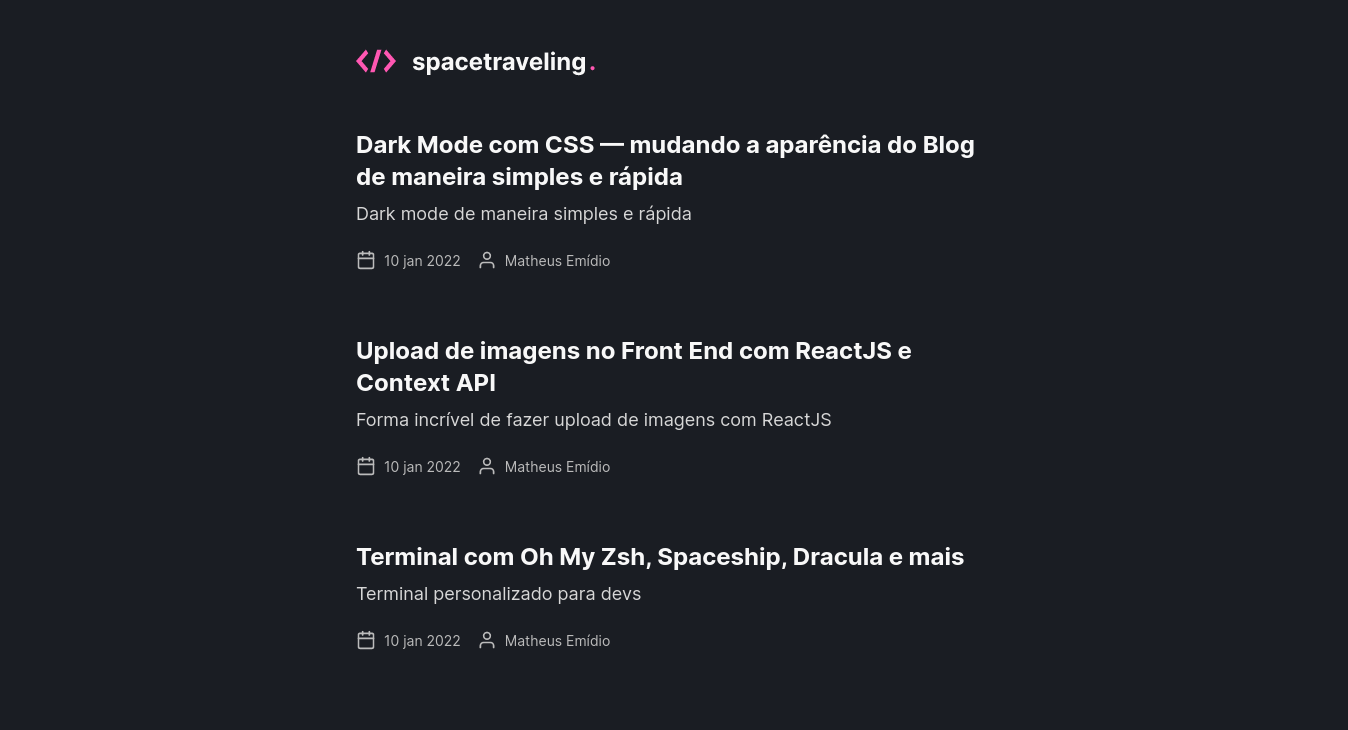 </> spacetraveling.
Dark Mode com CSS — mudando a aparência do Blog
de maneira simples e rápida
Dark mode de maneira simples e rápida
10 jan 2022 Matheus Emídio
Upload de imagens no Front End com ReactJS e
Context API
Forma incrível de fazer upload de imagens com ReactJS
10 jan 2022 Matheus Emídio
Terminal com Oh My Zsh, Spaceship, Dracula e mais
Terminal personalizado para devs
10 jan 2022 Matheus Emídio